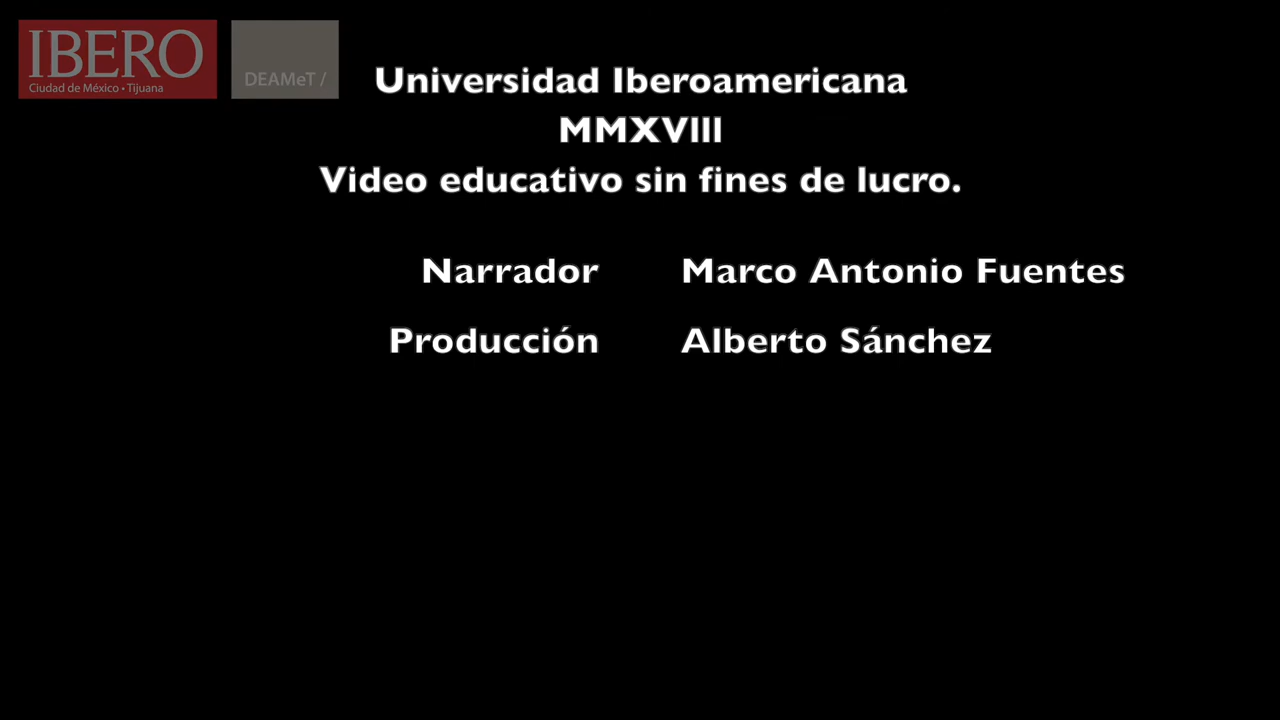 IBERO
Ciudad de México • Tijuana
DEAMeT /
Universidad Iberoamericana
MMXVIII
Video educativo sin fines de lucro.
Narrador Marco Antonio Fuentes
Producción Alberto Sánchez